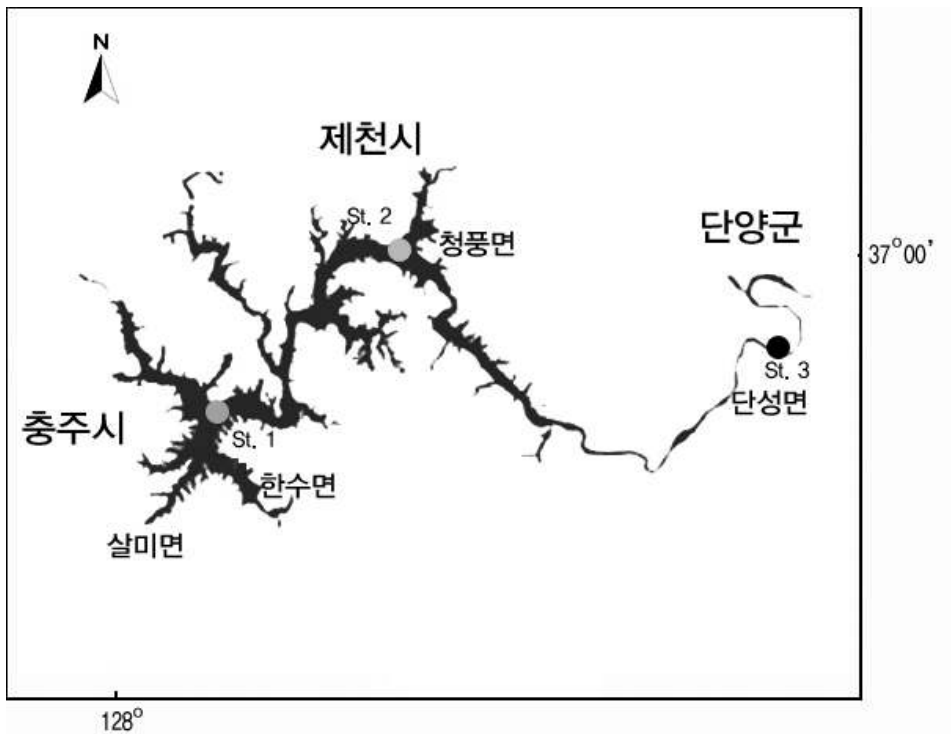 N
제천시
St. 2
청풍면
단양군
37°00'
St. 3
단성면
충주시
St. 1
한수면
살미면
128°